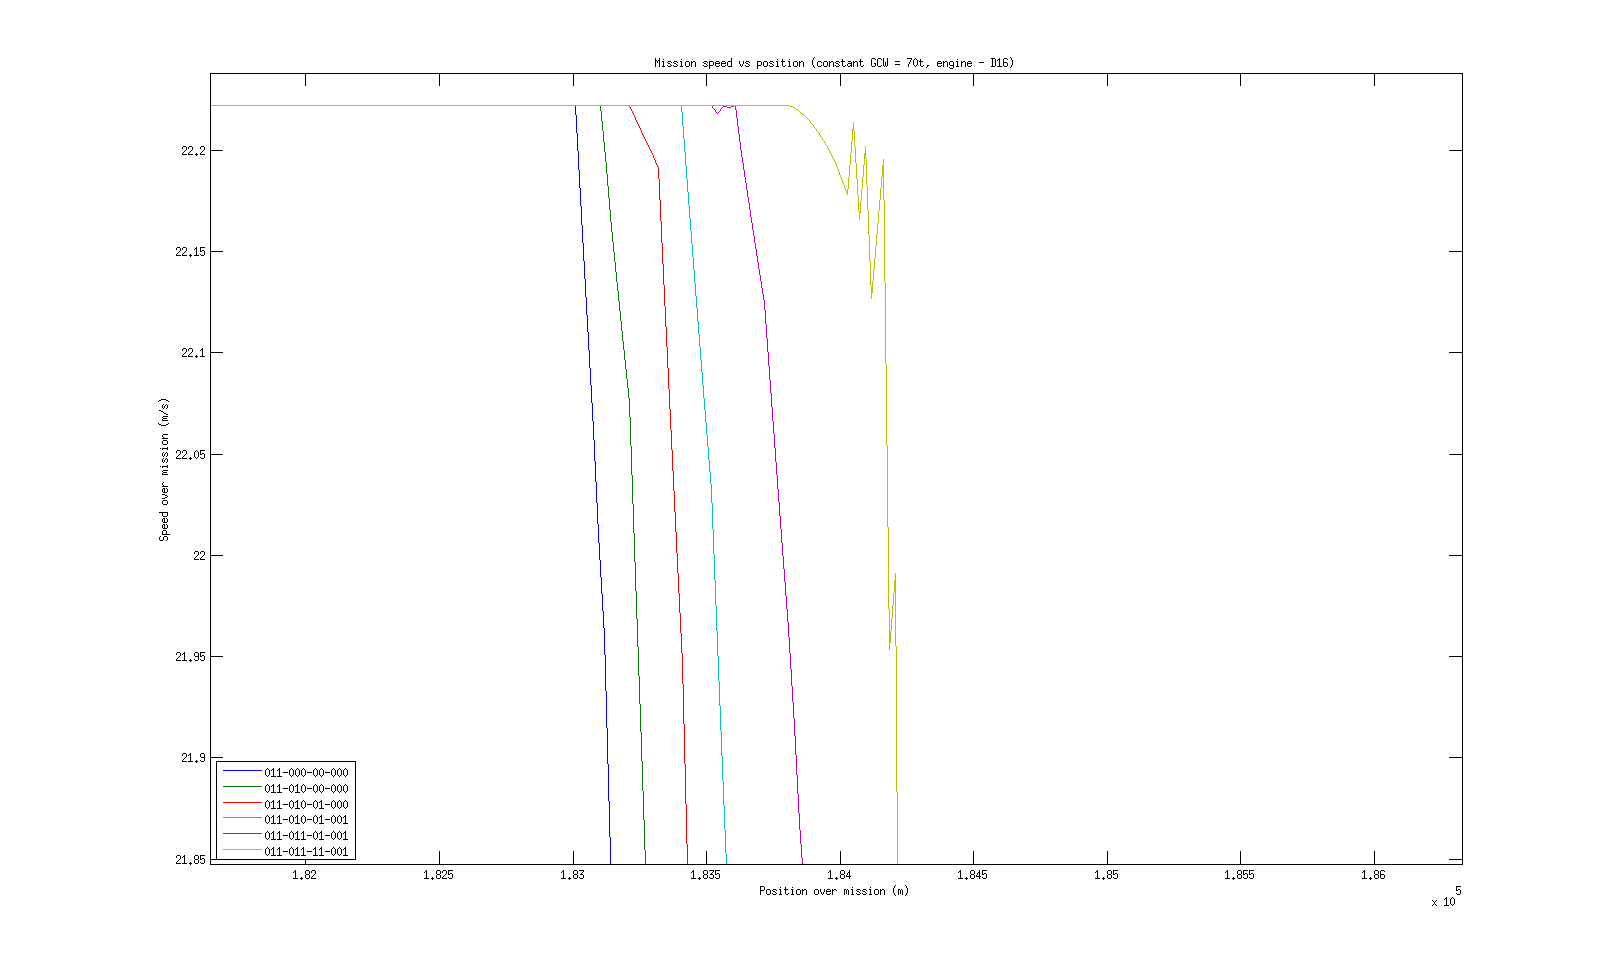 Mission speed vs position (constant GCW = 70t, engine - D16)
22.2
22.15
22.1
22.05
22
21.95
21.9
21.85
Speed over mission (m/s)
011-000-00-000
011-010-00-000
011-010-01-000
011-010-01-001
011-011-01-001
011-011-11-001
1.82 1.825 1.83 1.835 1.84 1.845 1.85 1.855 1.86
Position over mission (m)
x 10 5